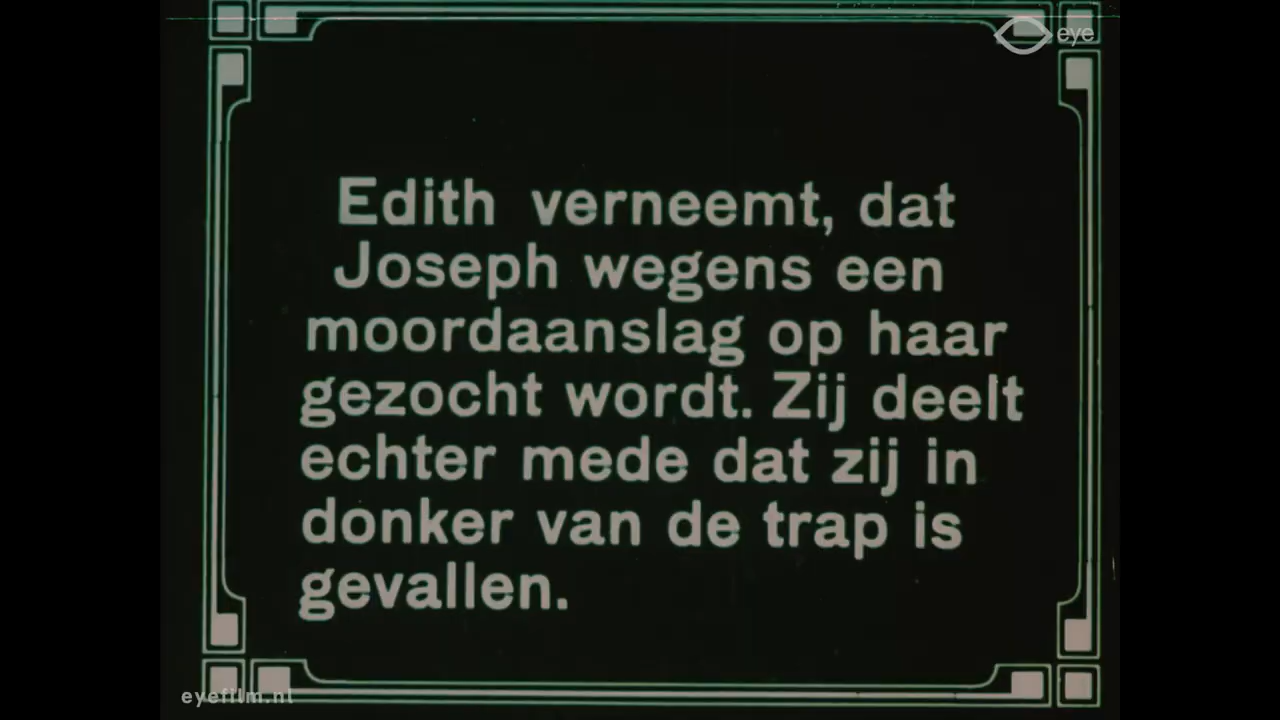 eye
Edith verneemt, dat
Joseph wegens een
moordaanslag op haar
gezocht wordt. Zij deelt
echter mede dat zij in
donker van de trap is
gevallen.
eyefilm.nl